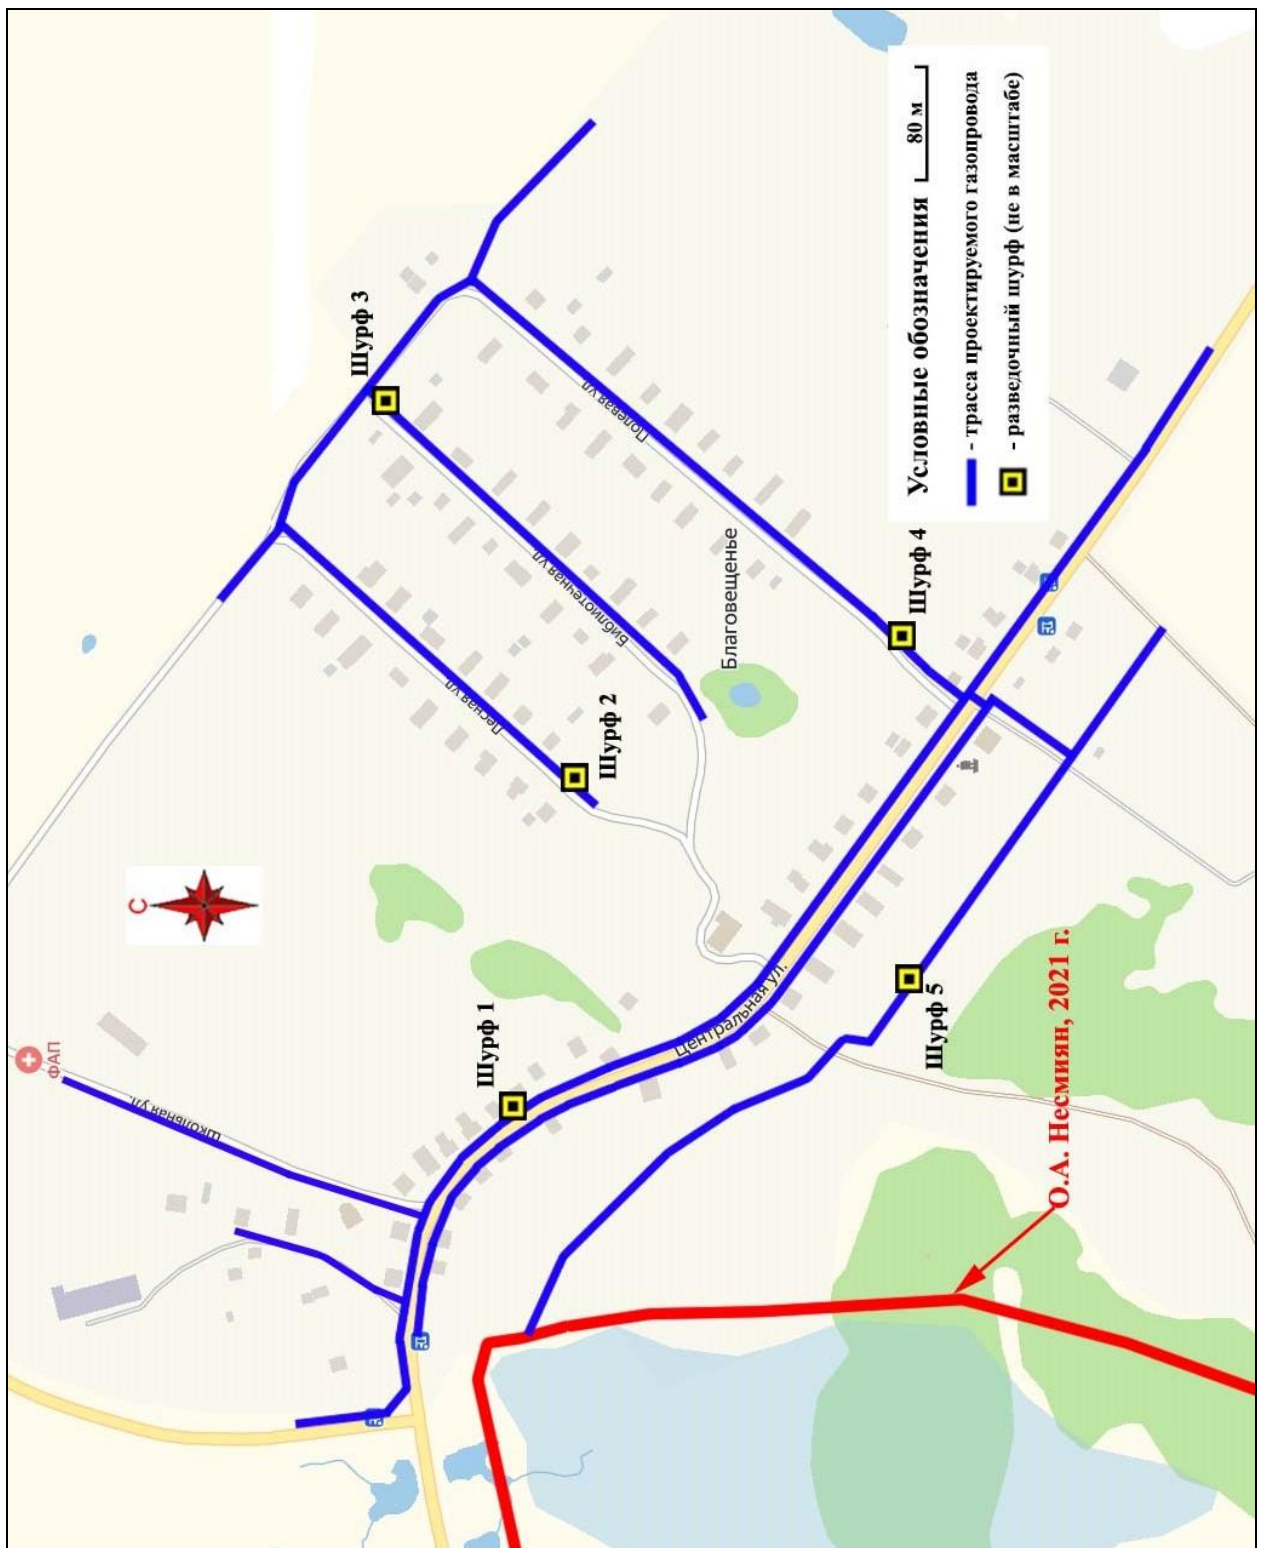 Шурф 3
Шурф 2
Шурф 1
Шурф 4
Шурф 5
Полевая ул
Библиотечная ул
Лесная ул
Благовещенье
Центральная ул.
школьная ул.
ФАП
С
Условные обозначения
80 м
- трасса проектируемого газопровода
- разведочный шурф (не в масштабе)
О.А. Несмиян, 2021 г.